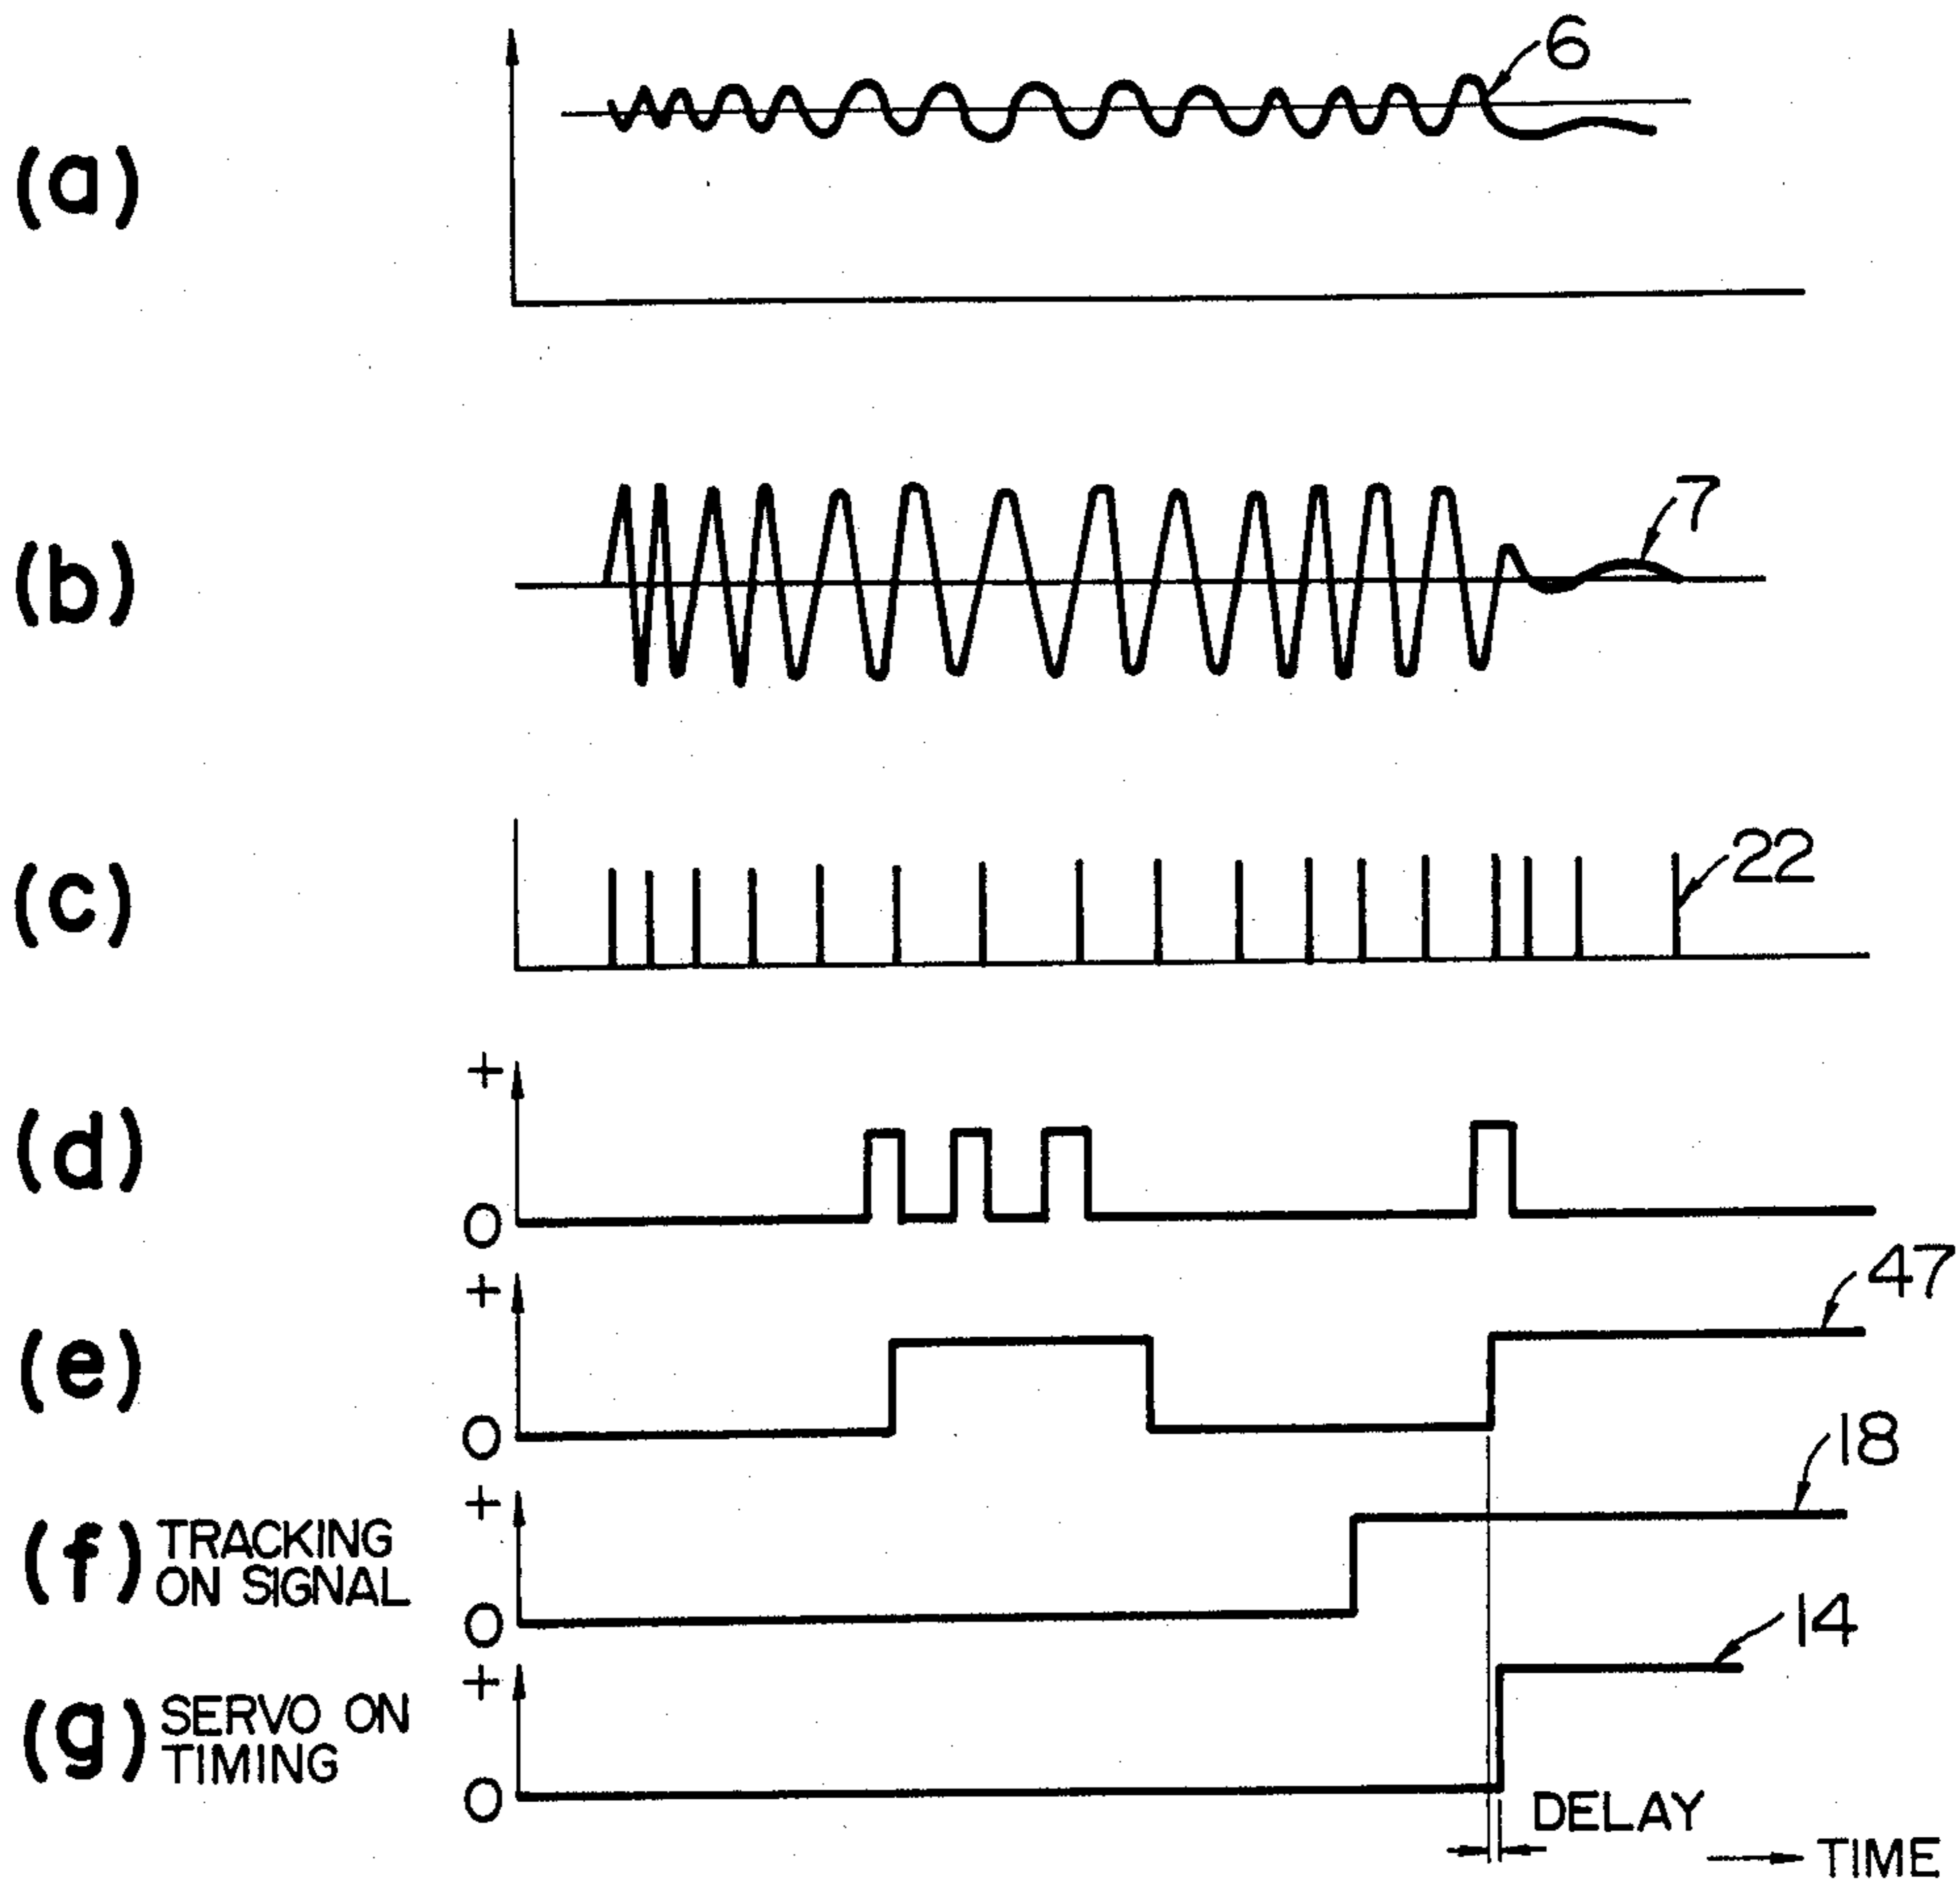 6
(a)
7
(b)
22
(c)
+
(d)
0
47
+
(e)
0
18
+
(f) TRACKING
ON SIGNAL
0
14
+
(g) SERVO ON
TIMING
0
DELAY
TIME